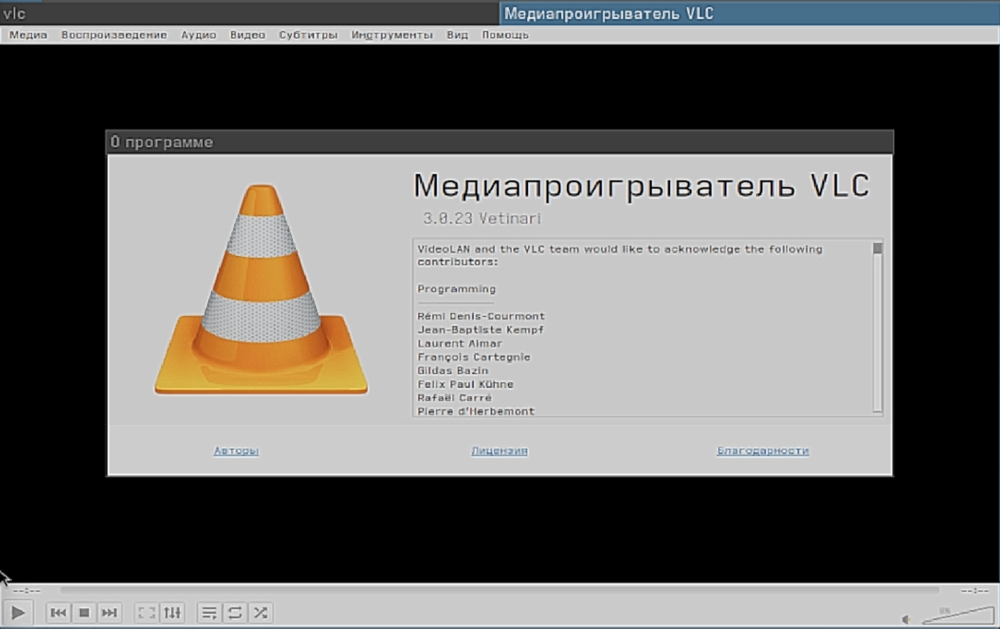 vlc
Медиапроигрыватель VLC
Медиа Воспроизведение Аудио Видео Субтитры Инструменты Вид Помощь
О программе
Медиапроигрыватель VLC
3.0.23 Vetinari
VideoLAN and the VLC team would like to acknowledge the following
contributors:
Programming
Rémi Denis-Courmont
Jean-Baptiste Kempf
Laurent Aimar
François Cartegnie
Gildas Bazin
Felix Paul Kühne
Rafaël Carré
Pierre d'Herbemont
Авторы Лицензия Благодарности
--:-- --:--
0%